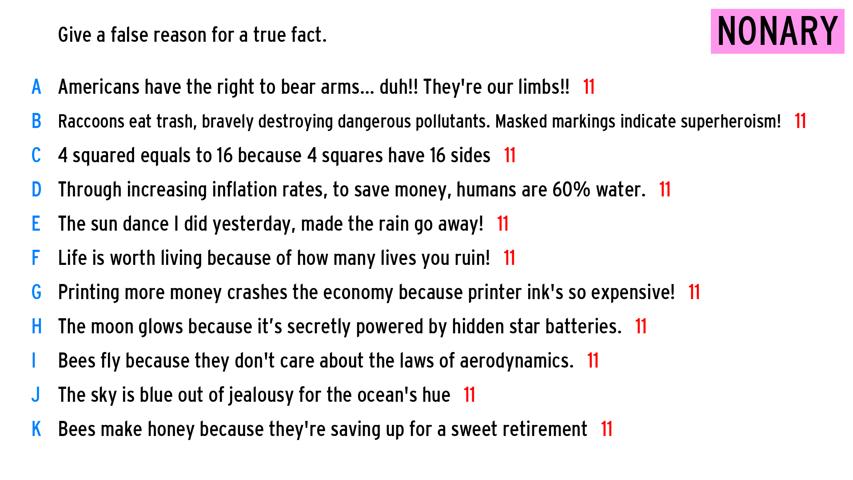 Give a false reason for a true fact.
NONARY
A Americans have the right to bear arms... duh!! They're our limbs!! 11
B Raccoons eat trash, bravely destroying dangerous pollutants. Masked markings indicate superheroism! 11
C 4 squared equals to 16 because 4 squares have 16 sides 11
D Through increasing inflation rates, to save money, humans are 60% water. 11
E The sun dance I did yesterday, made the rain go away! 11
F Life is worth living because of how many lives you ruin! 11
G Printing more money crashes the economy because printer ink's so expensive! 11
H The moon glows because it’s secretly powered by hidden star batteries. 11
I Bees fly because they don't care about the laws of aerodynamics. 11
J The sky is blue out of jealousy for the ocean's hue 11
K Bees make honey because they're saving up for a sweet retirement 11